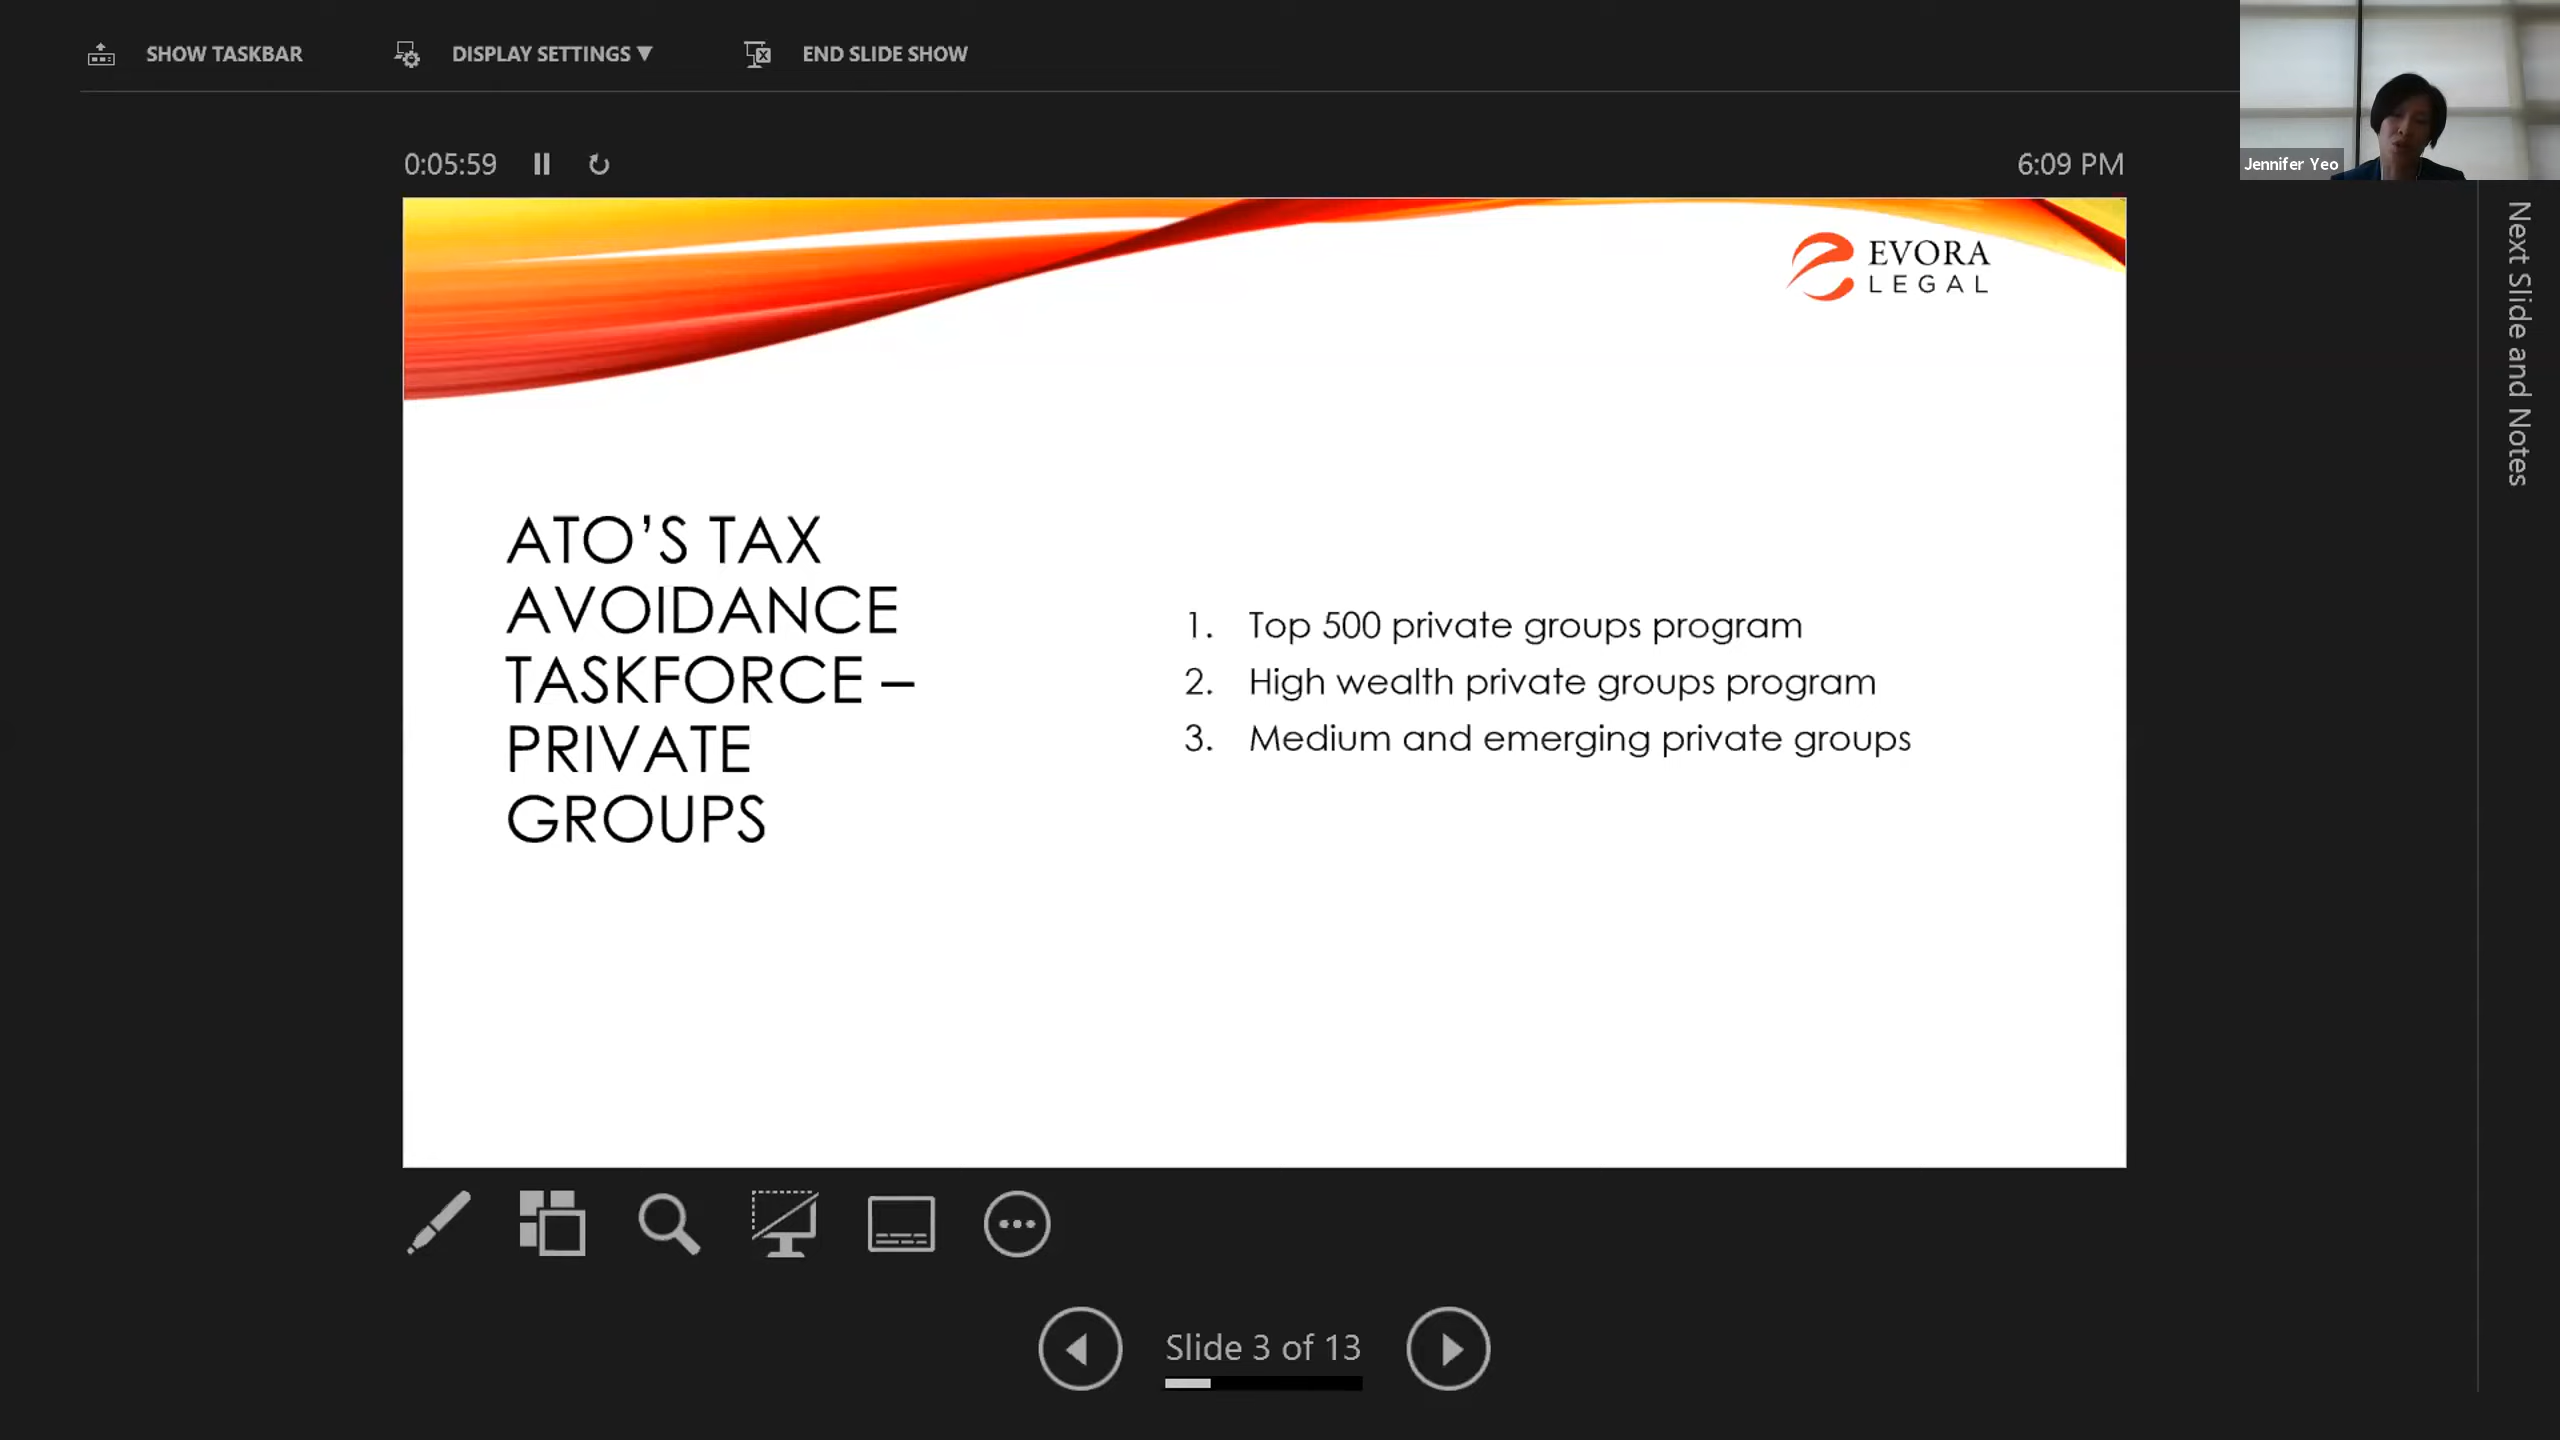 SHOW TASKBAR
DISPLAY SETTINGS ▼
END SLIDE SHOW
Jennifer Yeo
0:05:59
6:09 PM
EVORA
LEGAL
ATO’S TAX
AVOIDANCE
TASKFORCE –
PRIVATE
GROUPS
1. Top 500 private groups program
2. High wealth private groups program
3. Medium and emerging private groups
Next Slide and Notes
Slide 3 of 13